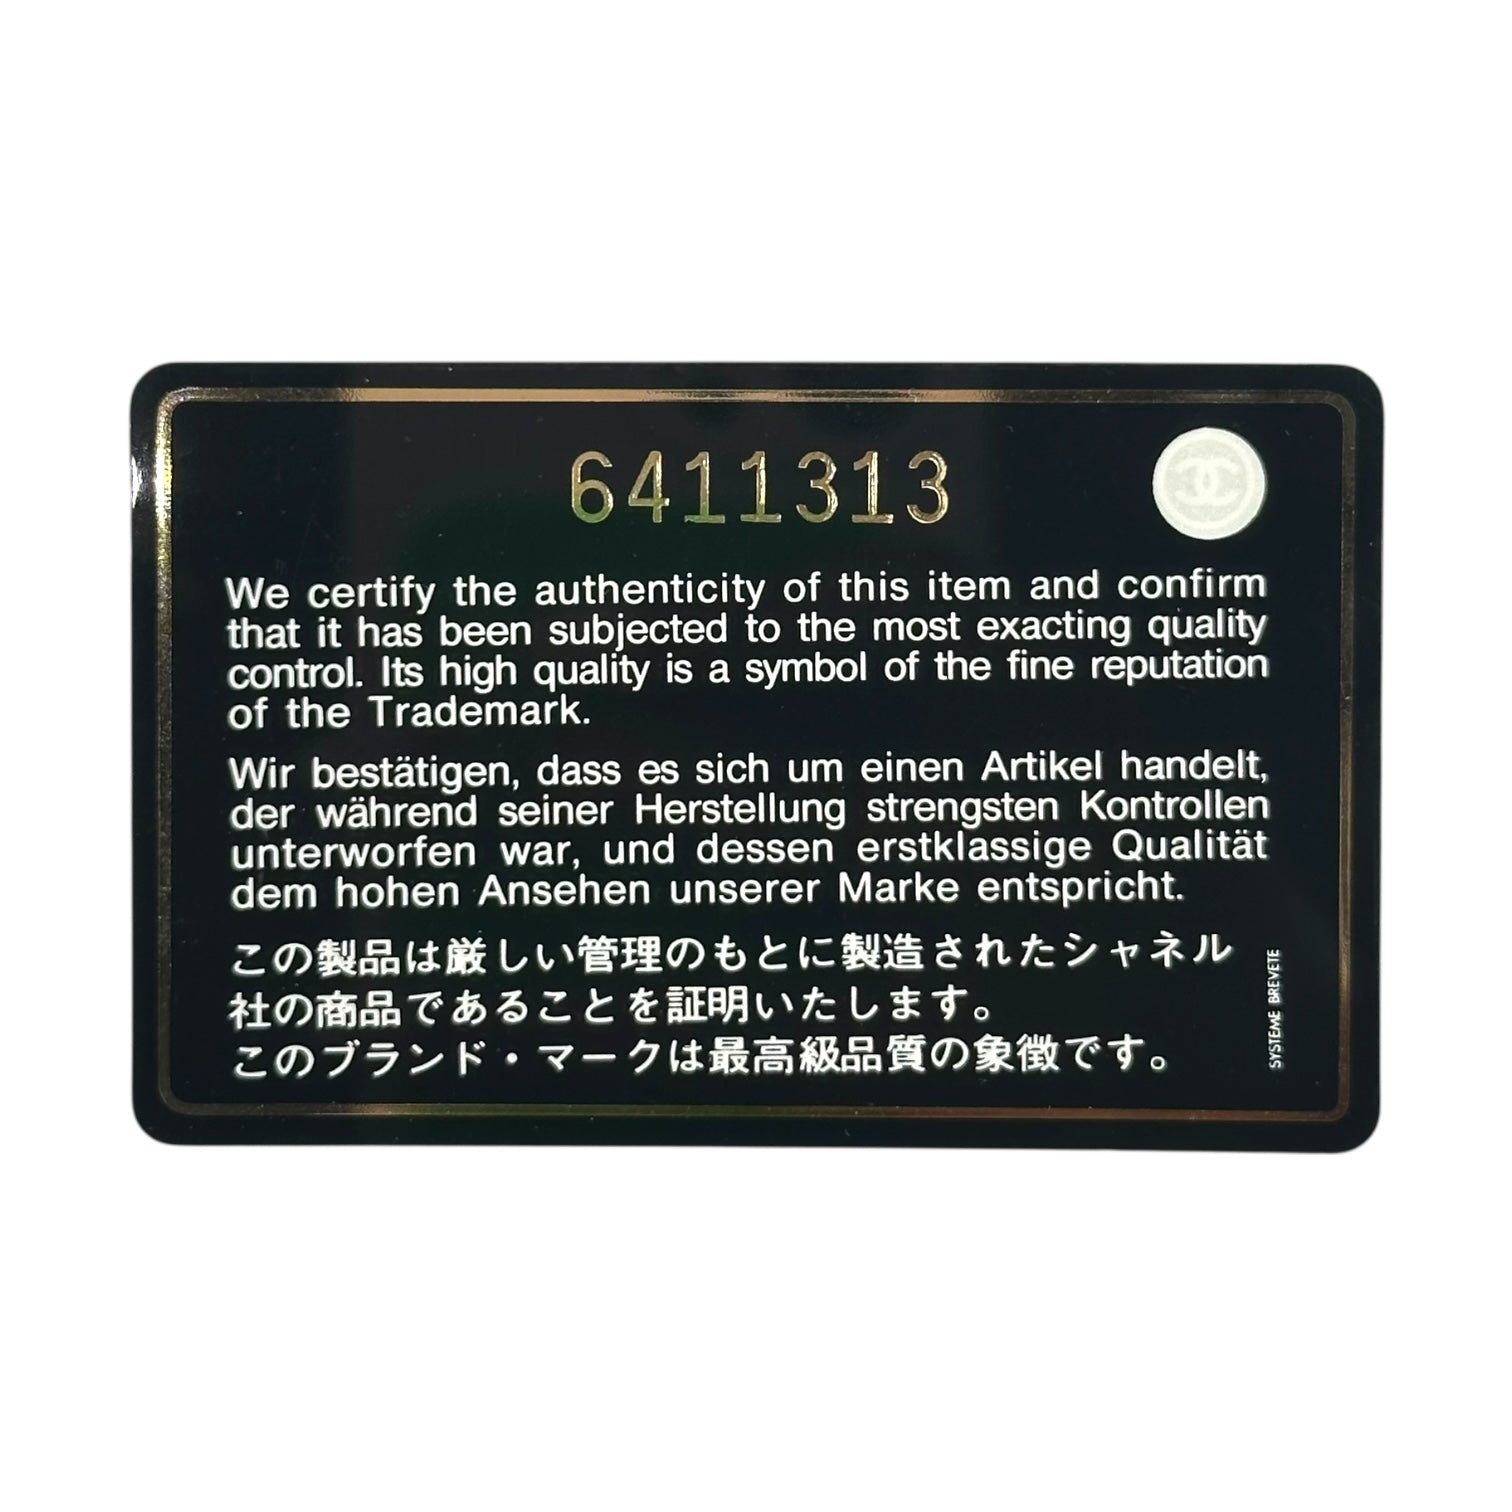 6411313
We certify the authenticity of this item and confirm
that it has been subjected to the most exacting quality
control. Its high quality is a symbol of the fine reputation
of the Trademark.
Wir bestätigen, dass es sich um einen Artikel handelt,
der während seiner Herstellung strengsten Kontrollen
unterworfen war, und dessen erstklassige Qualität
dem hohen Ansehen unserer Marke entspricht.
この製品は厳しい管理のもとに製造されたシャネル
社の商品であることを証明いたします。
このブランド・マークは最高級品質の象徴です。
SYSTEME BREVETE